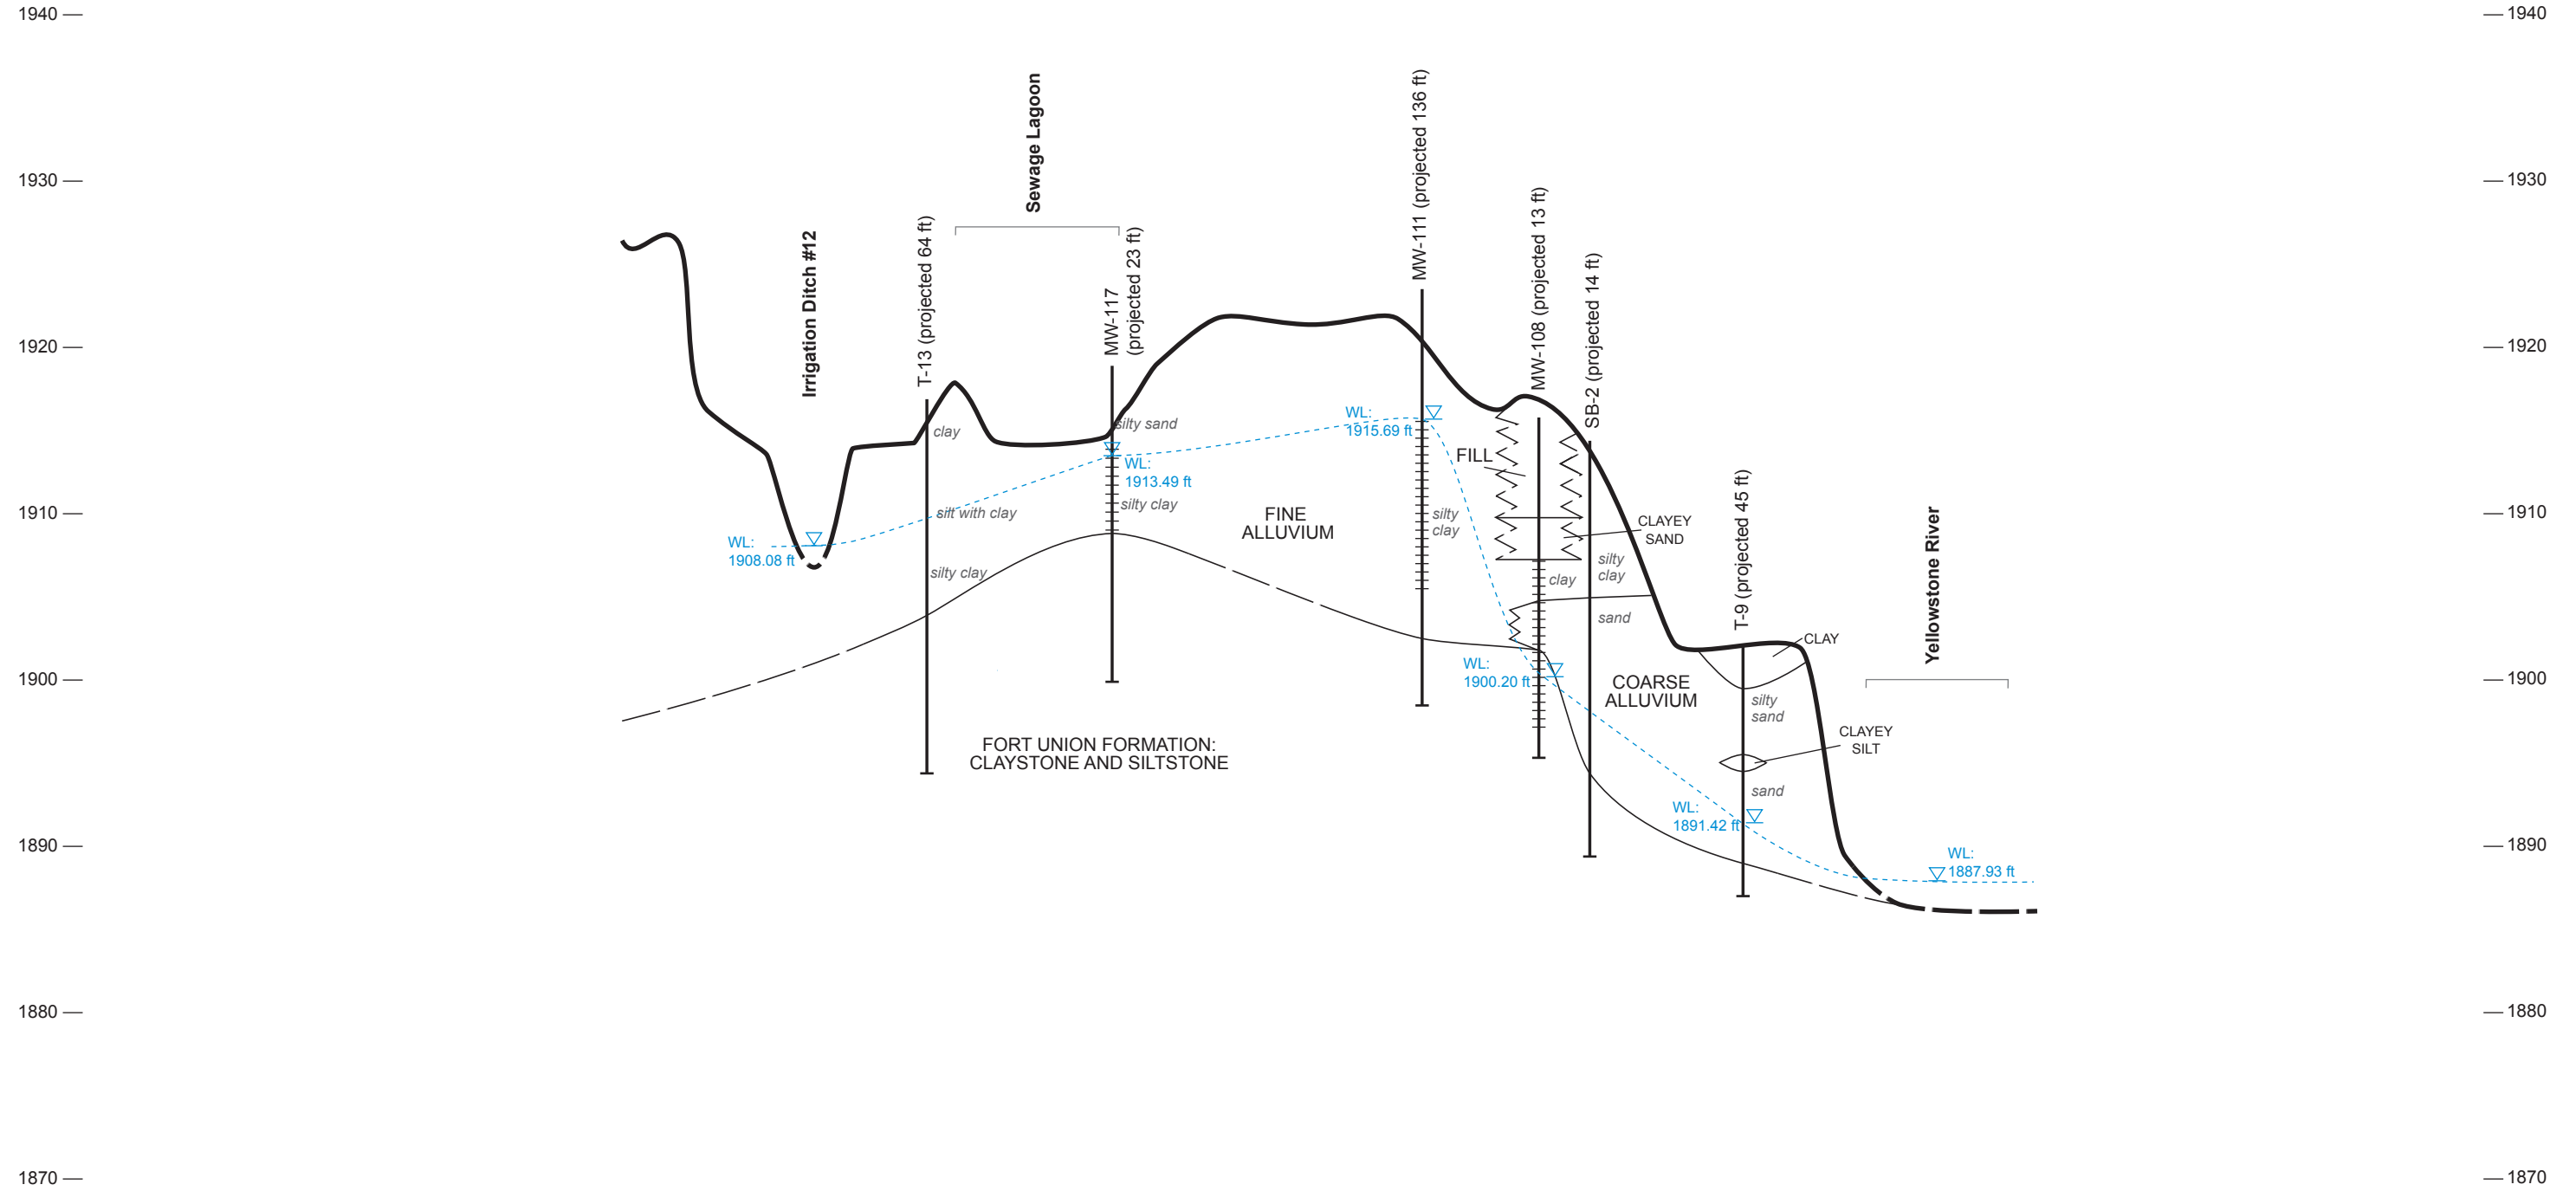 1940
1940
1930
1930
1920
1920
1910
1910
1900
1900
1890
1890
1880
1880
1870
1870
Irrigation Ditch #12
T-13 (projected 64 ft)
Sewage Lagoon
MW-117
(projected 23 ft)
MW-111 (projected 136 ft)
MW-108 (projected 13 ft)
SB-2 (projected 14 ft)
T-9 (projected 45 ft)
Yellowstone River
WL:
1908.08 ft
clay
silt with clay
silty clay
silty sand
WL:
1913.49 ft
silty clay
FINE
ALLUVIUM
WL:
1915.69 ft
silty
clay
FILL
CLAYEY
SAND
clay
silty
clay
sand
WL:
1900.20 ft
COARSE
ALLUVIUM
CLAY
silty
sand
CLAYEY
SILT
sand
WL:
1891.42 ft
WL:
1887.93 ft
FORT UNION FORMATION:
CLAYSTONE AND SILTSTONE